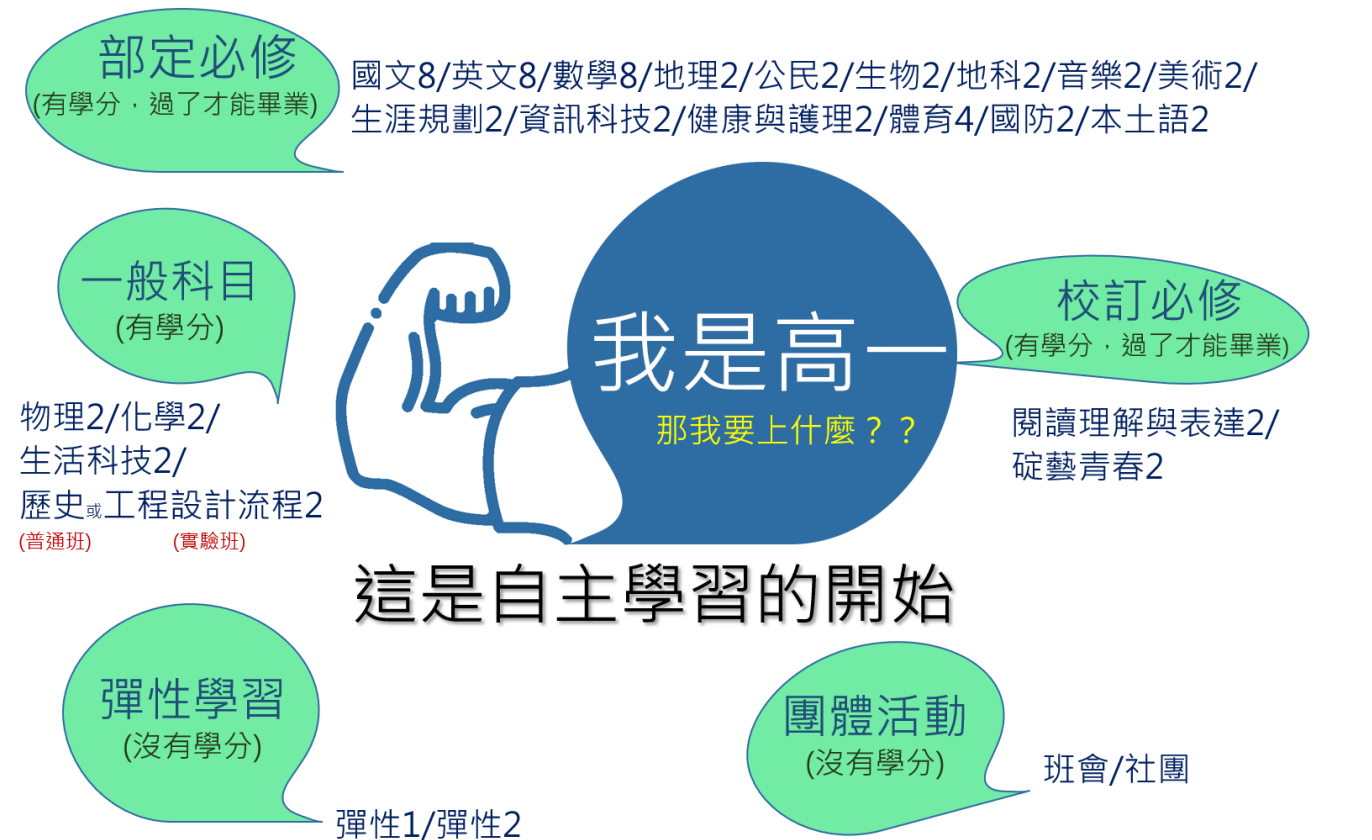 部定必修
(有學分，過了才能畢業)
國文8/英文8/數學8/地理2/公民2/生物2/地科2/音樂2/美術2/
生涯規劃2/資訊科技2/健康與護理2/體育4/國防2/本土語2
一般科目
(有學分)
物理2/化學2/
生活科技2/
歷史或工程設計流程2
(普通班) (實驗班)
我是高一
那我要上什麼？？
校訂必修
(有學分，過了才能畢業)
閱讀理解與表達2/
碇藝青春2
這是自主學習的開始
彈性學習
(沒有學分)
彈性1/彈性2
團體活動
(沒有學分)
班會/社團